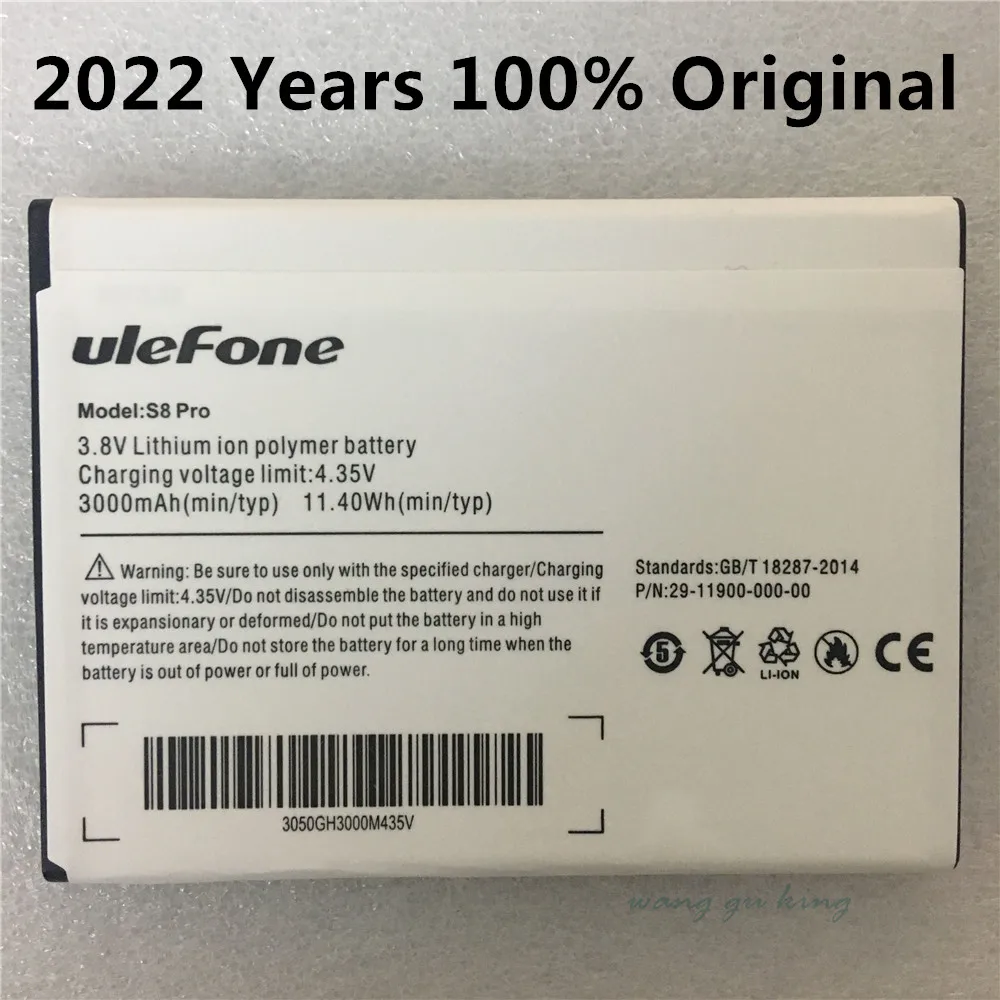 2022 Years 100% Original
uleFone
Model:S8 Pro
3.8V Lithium ion polymer battery
Charging voltage limit:4.35V
3000mAh(min/typ) 11.40Wh(min/typ)
Warning: Be sure to use only with the specified charger/Charging
voltage limit:4.35V/Do not disassemble the battery and do not use it if
it is expansionary or deformed/Do not put the battery in a high
temperature area/Do not store the battery for a long time when the
battery is out of power or full of power.
Standards:GB/T 18287-2014
P/N:29-11900-000-00
5
LI-ION
CE
3050GH3000M435V
wang gu king